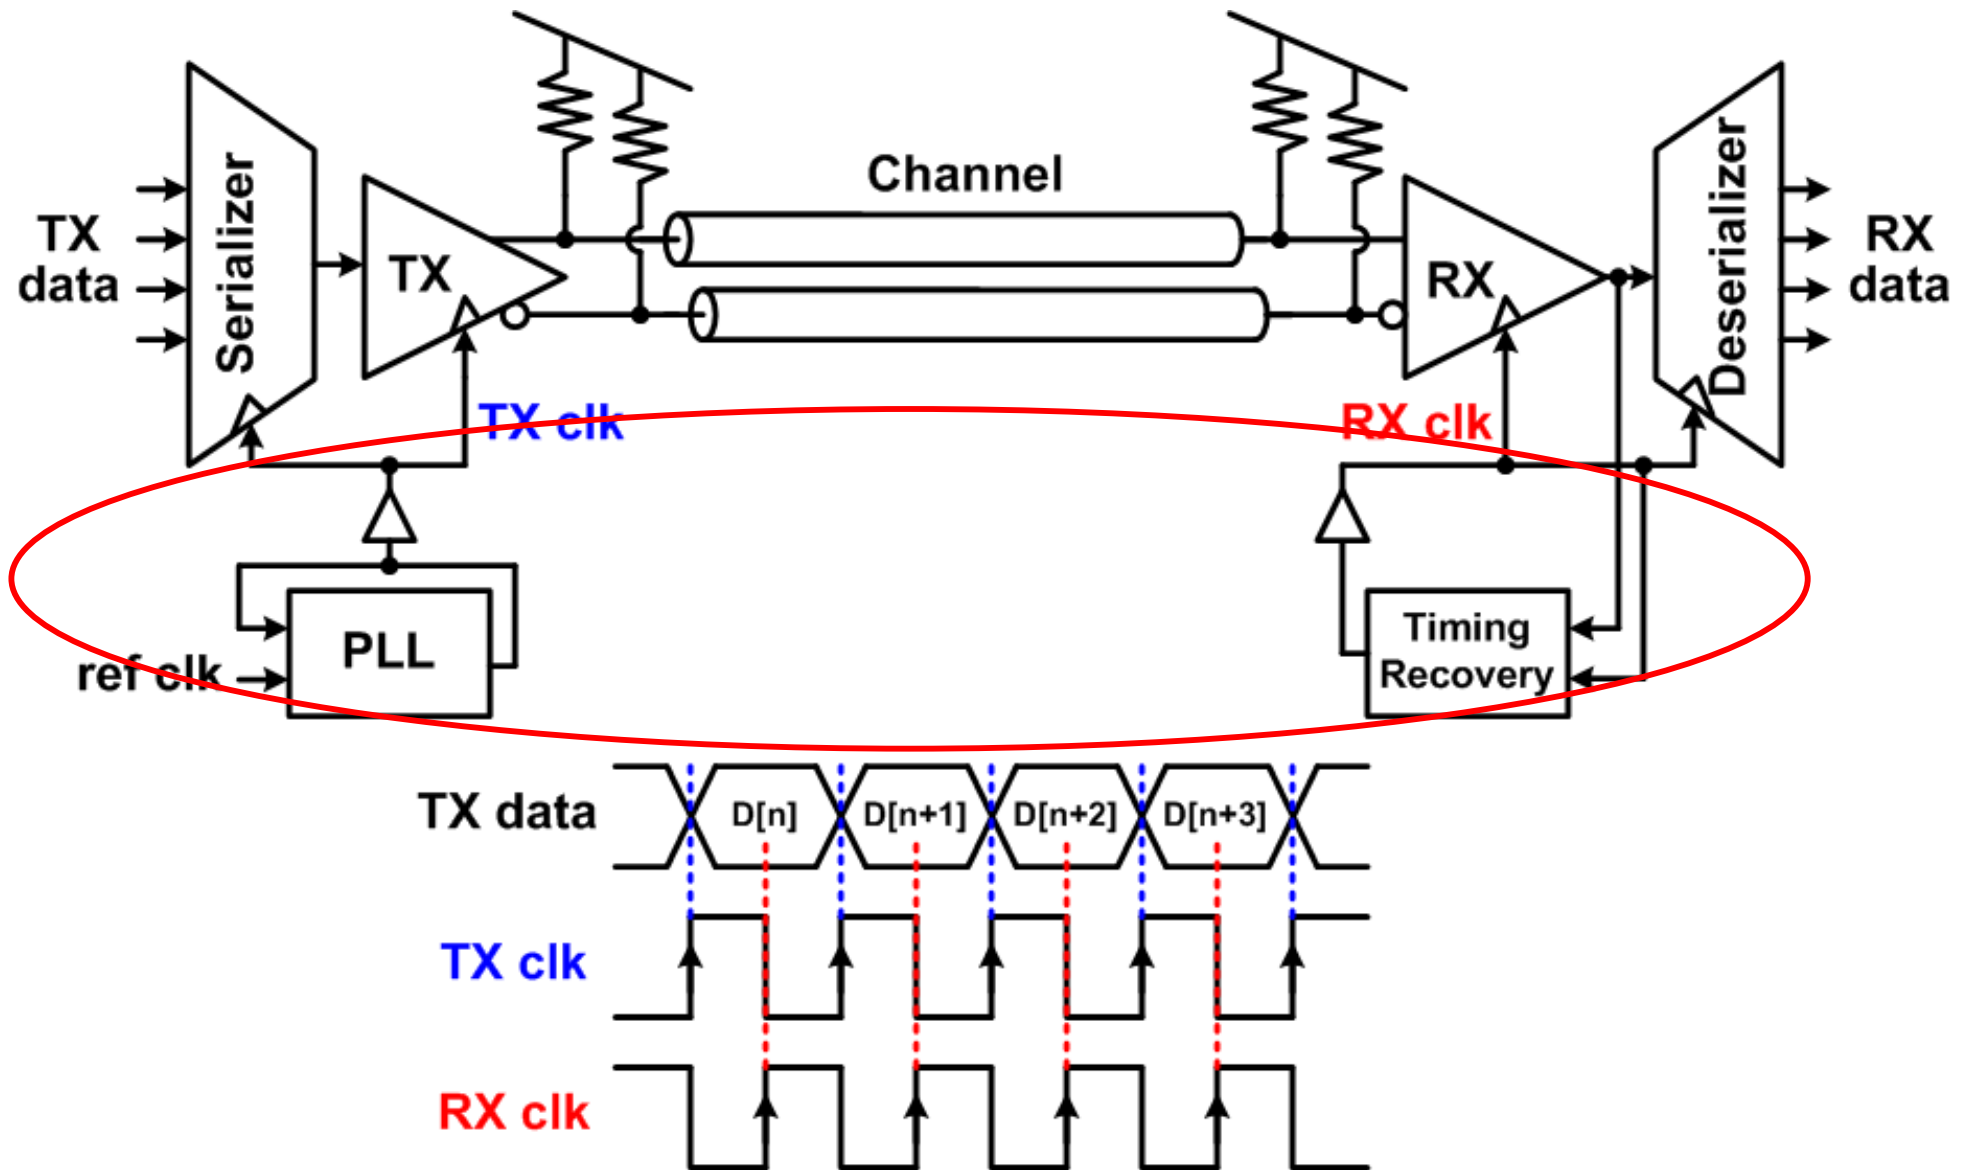 Channel
TX
data
Serializer
TX
RX
Deserializer
RX
data
TX clk
RX clk
PLL
ref clk
Timing
Recovery
TX data
D[n]
D[n+1]
D[n+2]
D[n+3]
TX clk
RX clk